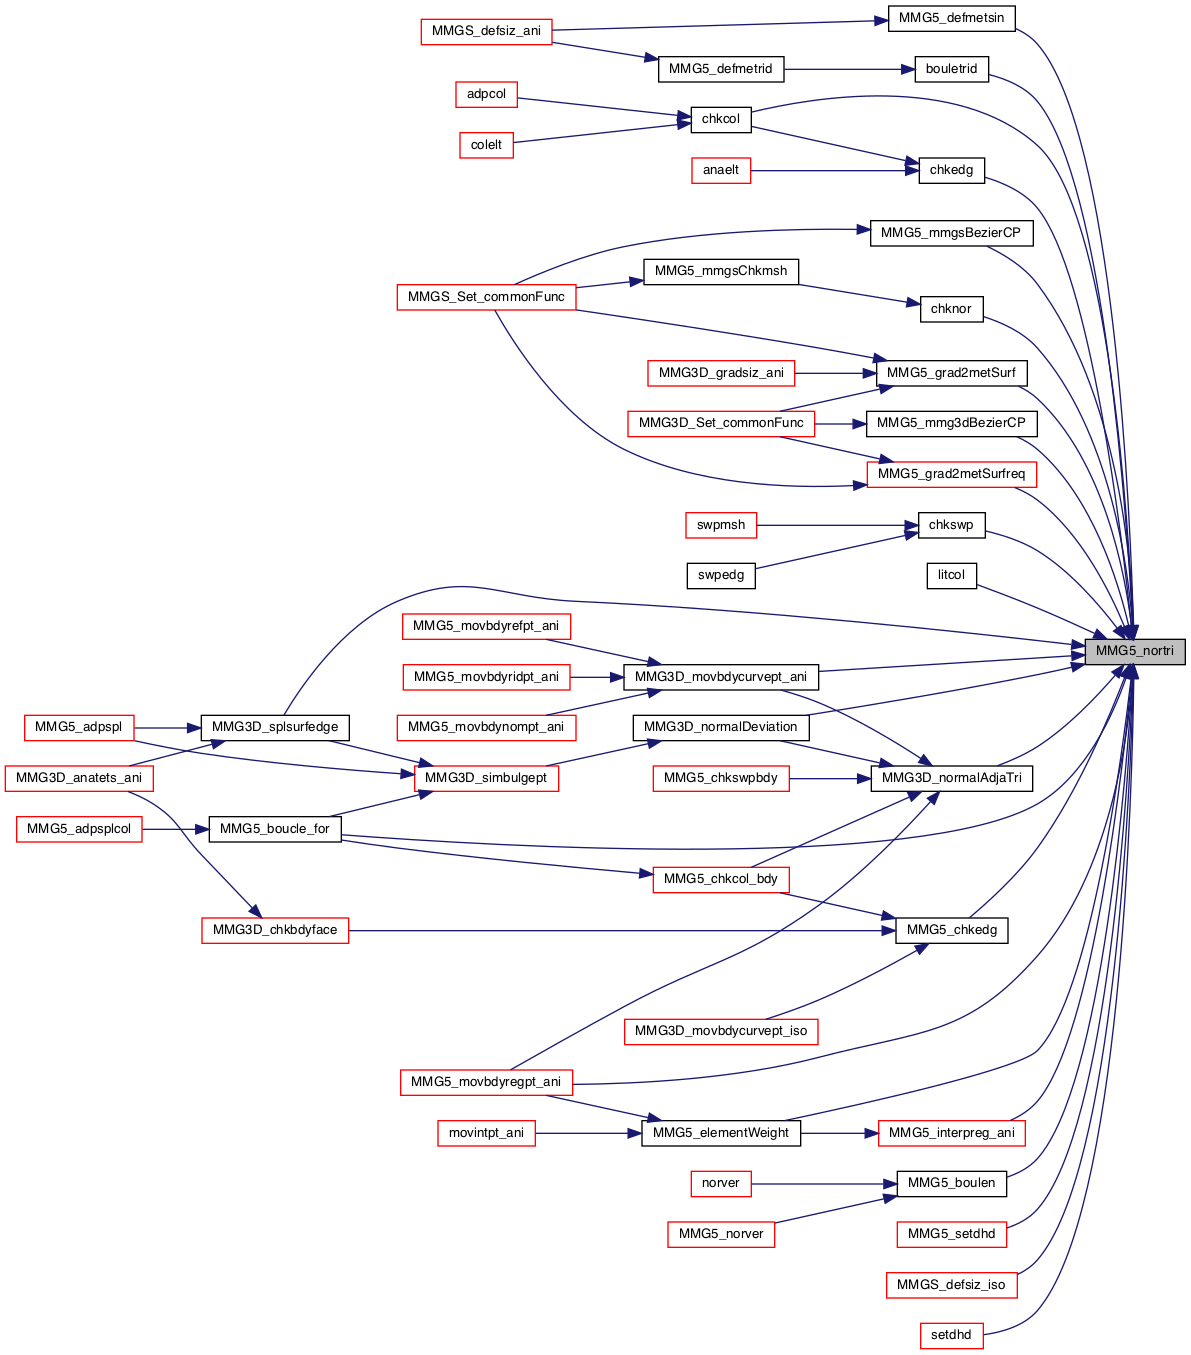 MMG5_defmetsin
MMGS_defsiz_ani
MMG5_defmetrid
bouletrid
adpcol
chkcol
colelt
anaelt
chkedg
MMG5_mmgsBezierCP
MMG5_mmgsChkmsh
MMGS_Set_commonFunc
chknor
MMG3D_gradsiz_ani
MMG5_grad2metSurf
MMG3D_Set_commonFunc
MMG5_mmg3dBezierCP
MMG5_grad2metSurfreq
swpmsh
chkswp
swpedg
litcol
MMG5_movbdyrefpt_ani
MMG5_nortri
MMG5_movbdyridpt_ani
MMG3D_movbdycurvept_ani
MMG5_movbdynompt_ani
MMG3D_normalDeviation
MMG5_adpspl
MMG3D_splsurfedge
MMG3D_anatets_ani
MMG3D_simbulgept
MMG5_chkswpbdy
MMG3D_normalAdjaTri
MMG5_adpsplcol
MMG5_boucle_for
MMG5_chkcol_bdy
MMG3D_chkbdyface
MMG5_chkedg
MMG3D_movbdycurvept_iso
MMG5_movbdyregpt_ani
movintpt_ani
MMG5_elementWeight
MMG5_interpreg_ani
norver
MMG5_boulen
MMG5_norver
MMG5_setdhd
MMGS_defsiz_iso
setdhd